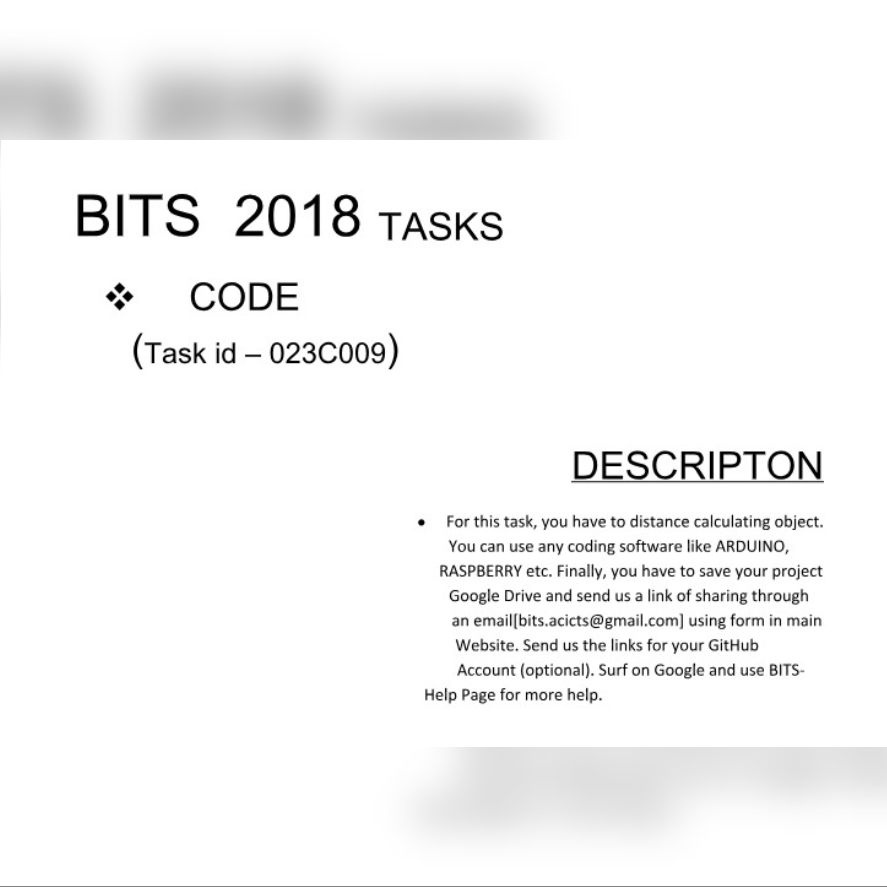 BITS 2018 TASKS
❖ CODE
(Task id – 023C009)
DESCRIPTON
• For this task, you have to distance calculating object.
You can use any coding software like ARDUINO,
RASPBERRY etc. Finally, you have to save your project
Google Drive and send us a link of sharing through
an email[bits.acicts@gmail.com] using form in main
Website. Send us the links for your GitHub
Account (optional). Surf on Google and use BITS-
Help Page for more help.